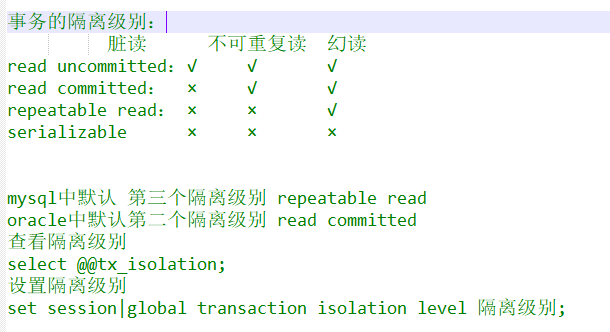 事务的隔离级别：
脏读 不可重复读 幻读
read uncommitted：√ √ √
read committed： × √ √
repeatable read： × × √
serializable × × ×
mysql中默认 第三个隔离级别 repeatable read
oracle中默认第二个隔离级别 read committed
查看隔离级别
select @@tx_isolation;
设置隔离级别
set session|global transaction isolation level 隔离级别;